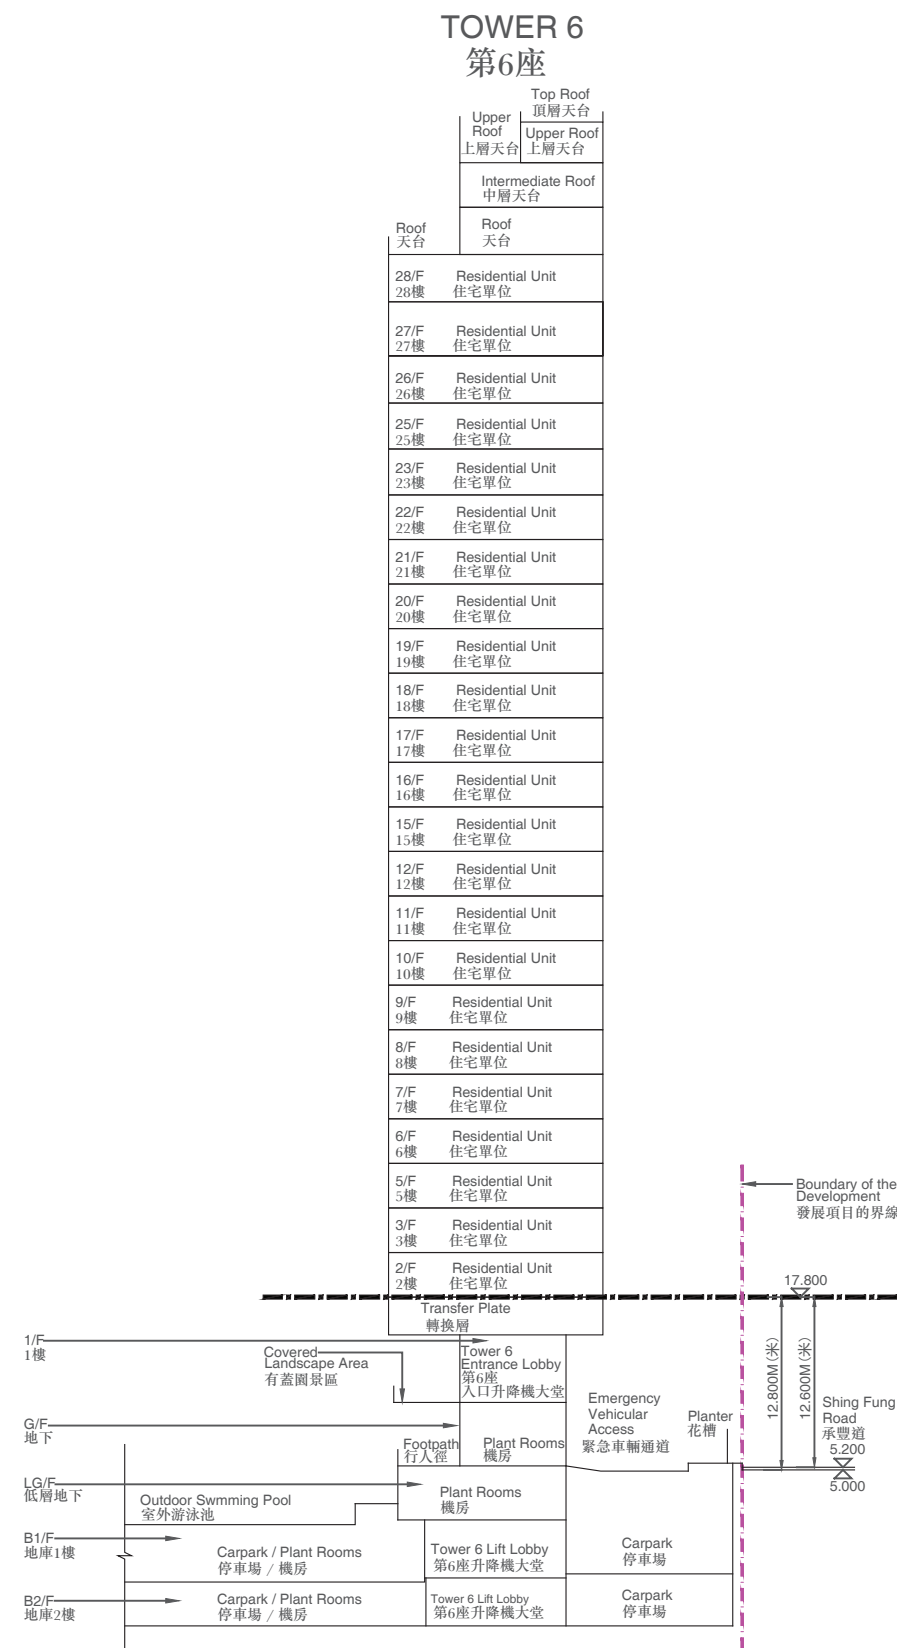 TOWER 6
第6座
Top Roof
頂層天台
Upper
Roof
上層天台
Upper Roof
上層天台
Intermediate Roof
中層天台
Roof
天台
Roof
天台
28/F Residential Unit
28樓 住宅單位
27/F Residential Unit
27樓 住宅單位
26/F Residential Unit
26樓 住宅單位
25/F Residential Unit
25樓 住宅單位
23/F Residential Unit
23樓 住宅單位
22/F Residential Unit
22樓 住宅單位
21/F Residential Unit
21樓 住宅單位
20/F Residential Unit
20樓 住宅單位
19/F Residential Unit
19樓 住宅單位
18/F Residential Unit
18樓 住宅單位
17/F Residential Unit
17樓 住宅單位
16/F Residential Unit
16樓 住宅單位
15/F Residential Unit
15樓 住宅單位
12/F Residential Unit
12樓 住宅單位
11/F Residential Unit
11樓 住宅單位
10/F Residential Unit
10樓 住宅單位
9/F Residential Unit
9樓 住宅單位
8/F Residential Unit
8樓 住宅單位
7/F Residential Unit
7樓 住宅單位
6/F Residential Unit
6樓 住宅單位
5/F Residential Unit
5樓 住宅單位
3/F Residential Unit
3樓 住宅單位
2/F Residential Unit
2樓 住宅單位
Boundary of the
Development
發展項目的界線
17.800
Transfer Plate
轉換層
1/F
1樓
Covered
Landscape Area
有蓋園景區
Tower 6
Entrance Lobby
第6座
入口升降機大堂
12.800M(米)
12.600M(米)
Emergency
Vehicular
Access
緊急車輛通道
Planter
花槽
Shing Fung
Road
承豐道
5.200
5.000
G/F
地下
Footpath
行人徑
Plant Rooms
機房
LG/F
低層地下
Outdoor Swmming Pool
室外游泳池
Plant Rooms
機房
B1/F
地庫1樓
Carpark / Plant Rooms
停車場 / 機房
Tower 6 Lift Lobby
第6座升降機大堂
Carpark
停車場
B2/F
地庫2樓
Carpark / Plant Rooms
停車場 / 機房
Tower 6 Lift Lobby
第6座升降機大堂
Carpark
停車場